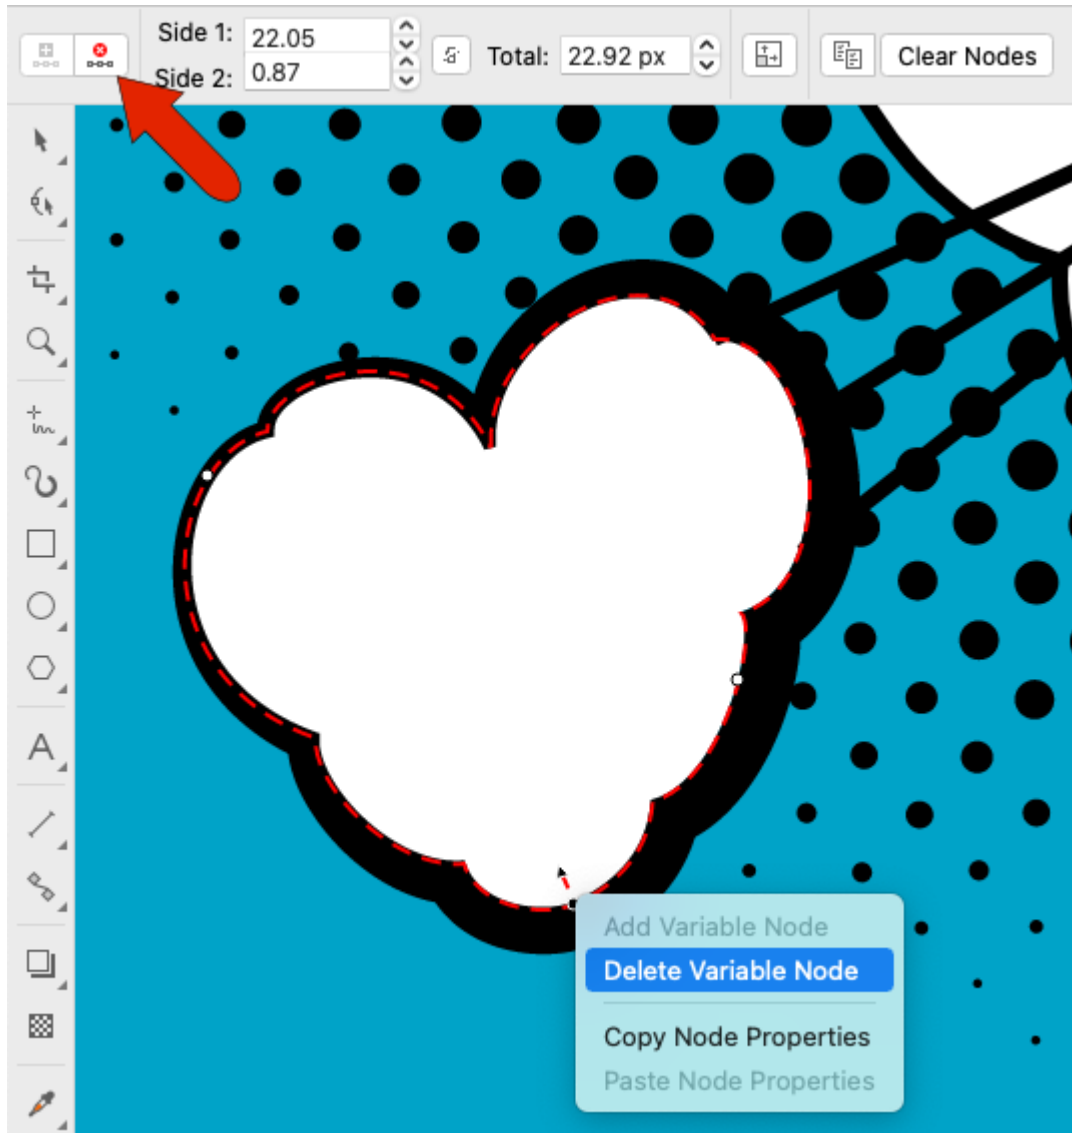 Side 1: 22.05
Side 2: 0.87
Total: 22.92 px
Clear Nodes
Add Variable Node
Delete Variable Node
Copy Node Properties
Paste Node Properties